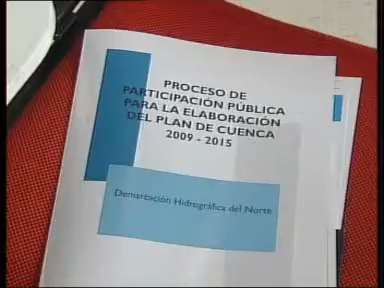 PROCESO DE
PARTICIPACIÓN PÚBLICA
PARA LA ELABORACIÓN
DEL PLAN DE CUENCA
2009 - 2015
Demarcación Hidrográfica del Norte